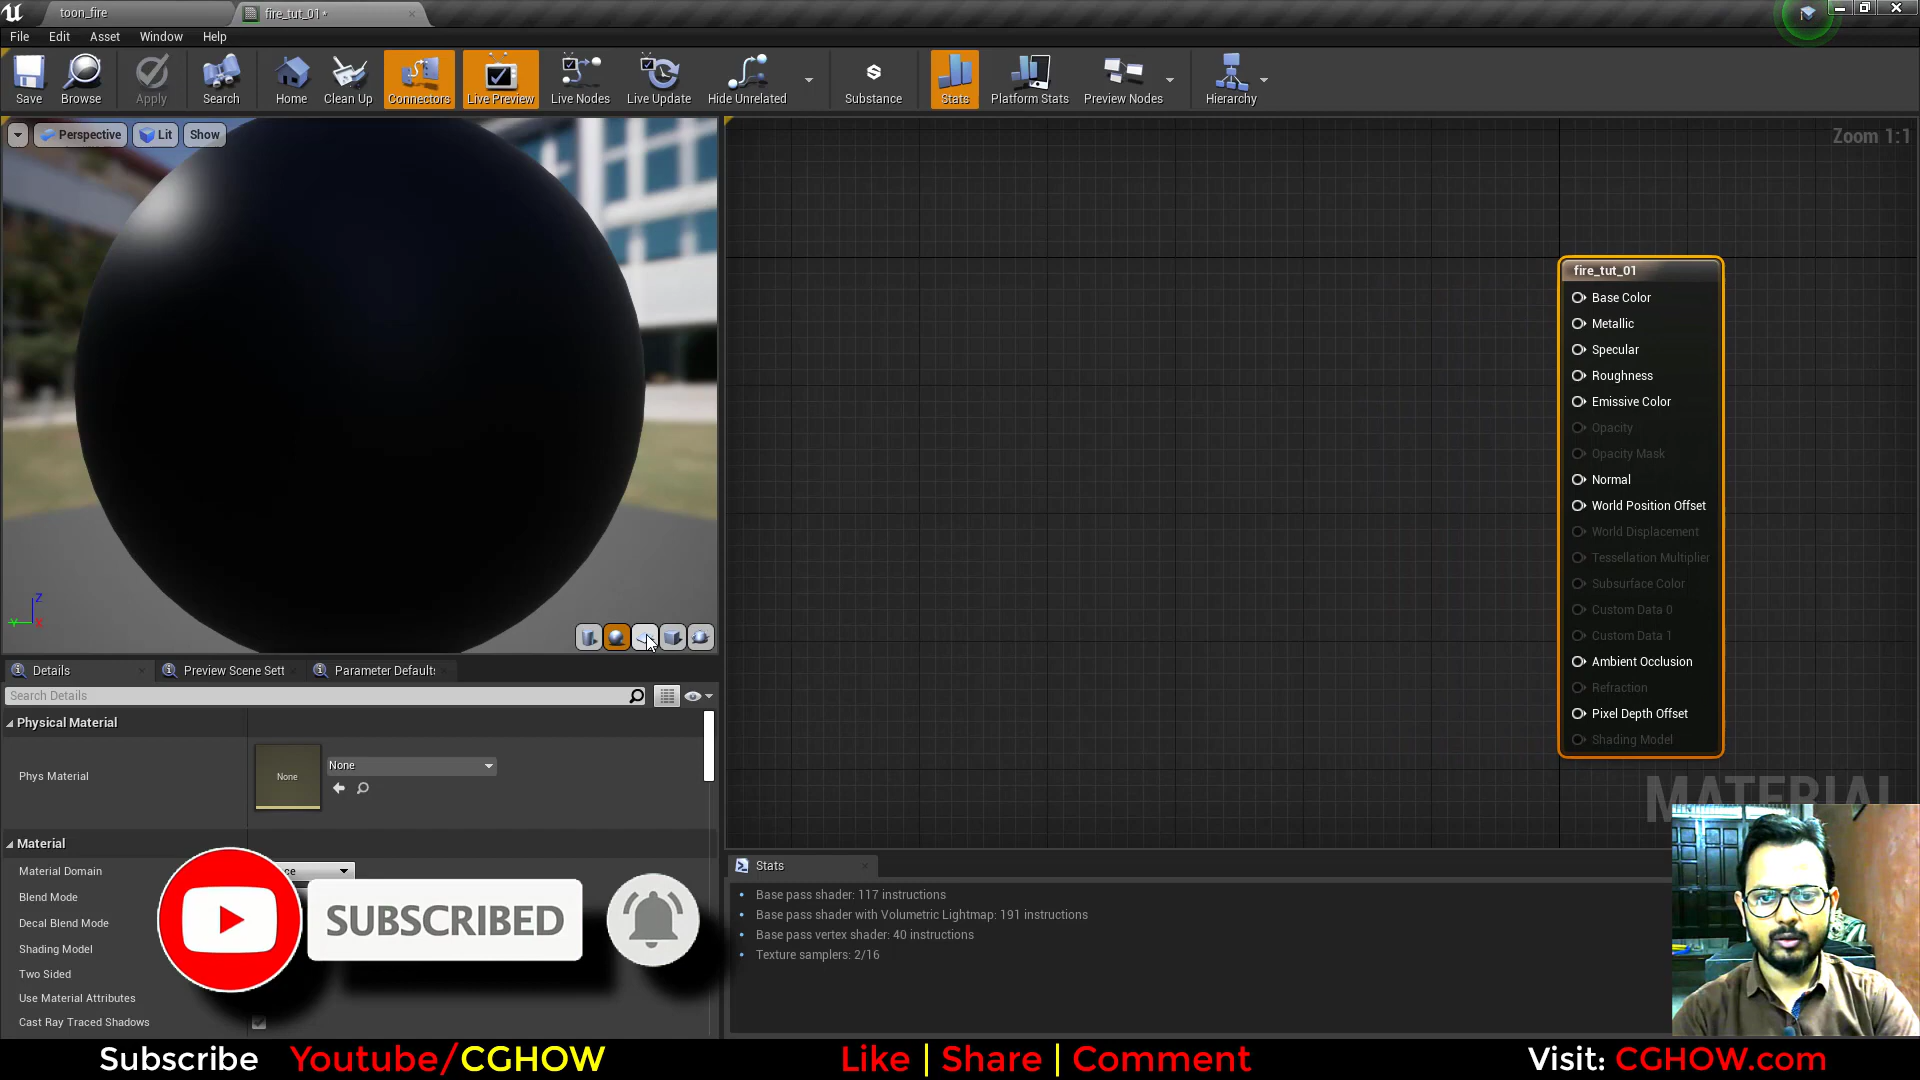 toon_fire
fire_tut_01*
File Edit Asset Window Help
Save Browse Apply Search Home Clean Up Connectors Live Preview Live Nodes Live Update Hide Unrelated Substance Stats Platform Stats Preview Nodes Hierarchy
Perspective Lit Show
Zoom 1:1
fire_tut_01
Base Color
Metallic
Specular
Roughness
Emissive Color
Opacity
Opacity Mask
Normal
World Position Offset
World Displacement
Tessellation Multiplier
Subsurface Color
Custom Data 0
Custom Data 1
Ambient Occlusion
Refraction
Pixel Depth Offset
Shading Model
MATERIAL
Z
Y
X
Details Preview Scene Sett Parameter Default
Search Details
Physical Material
Phys Material
None
None
Material
Material Domain
Blend Mode
Decal Blend Mode
Shading Model
Two Sided
Use Material Attributes
Cast Ray Traced Shadows
SUBSCRIBED
Stats
Base pass shader: 117 instructions
Base pass shader with Volumetric Lightmap: 191 instructions
Base pass vertex shader: 40 instructions
Texture samplers: 2/16
Subscribe Youtube/CGHOW
Like | Share | Comment
Visit: CGHOW.com